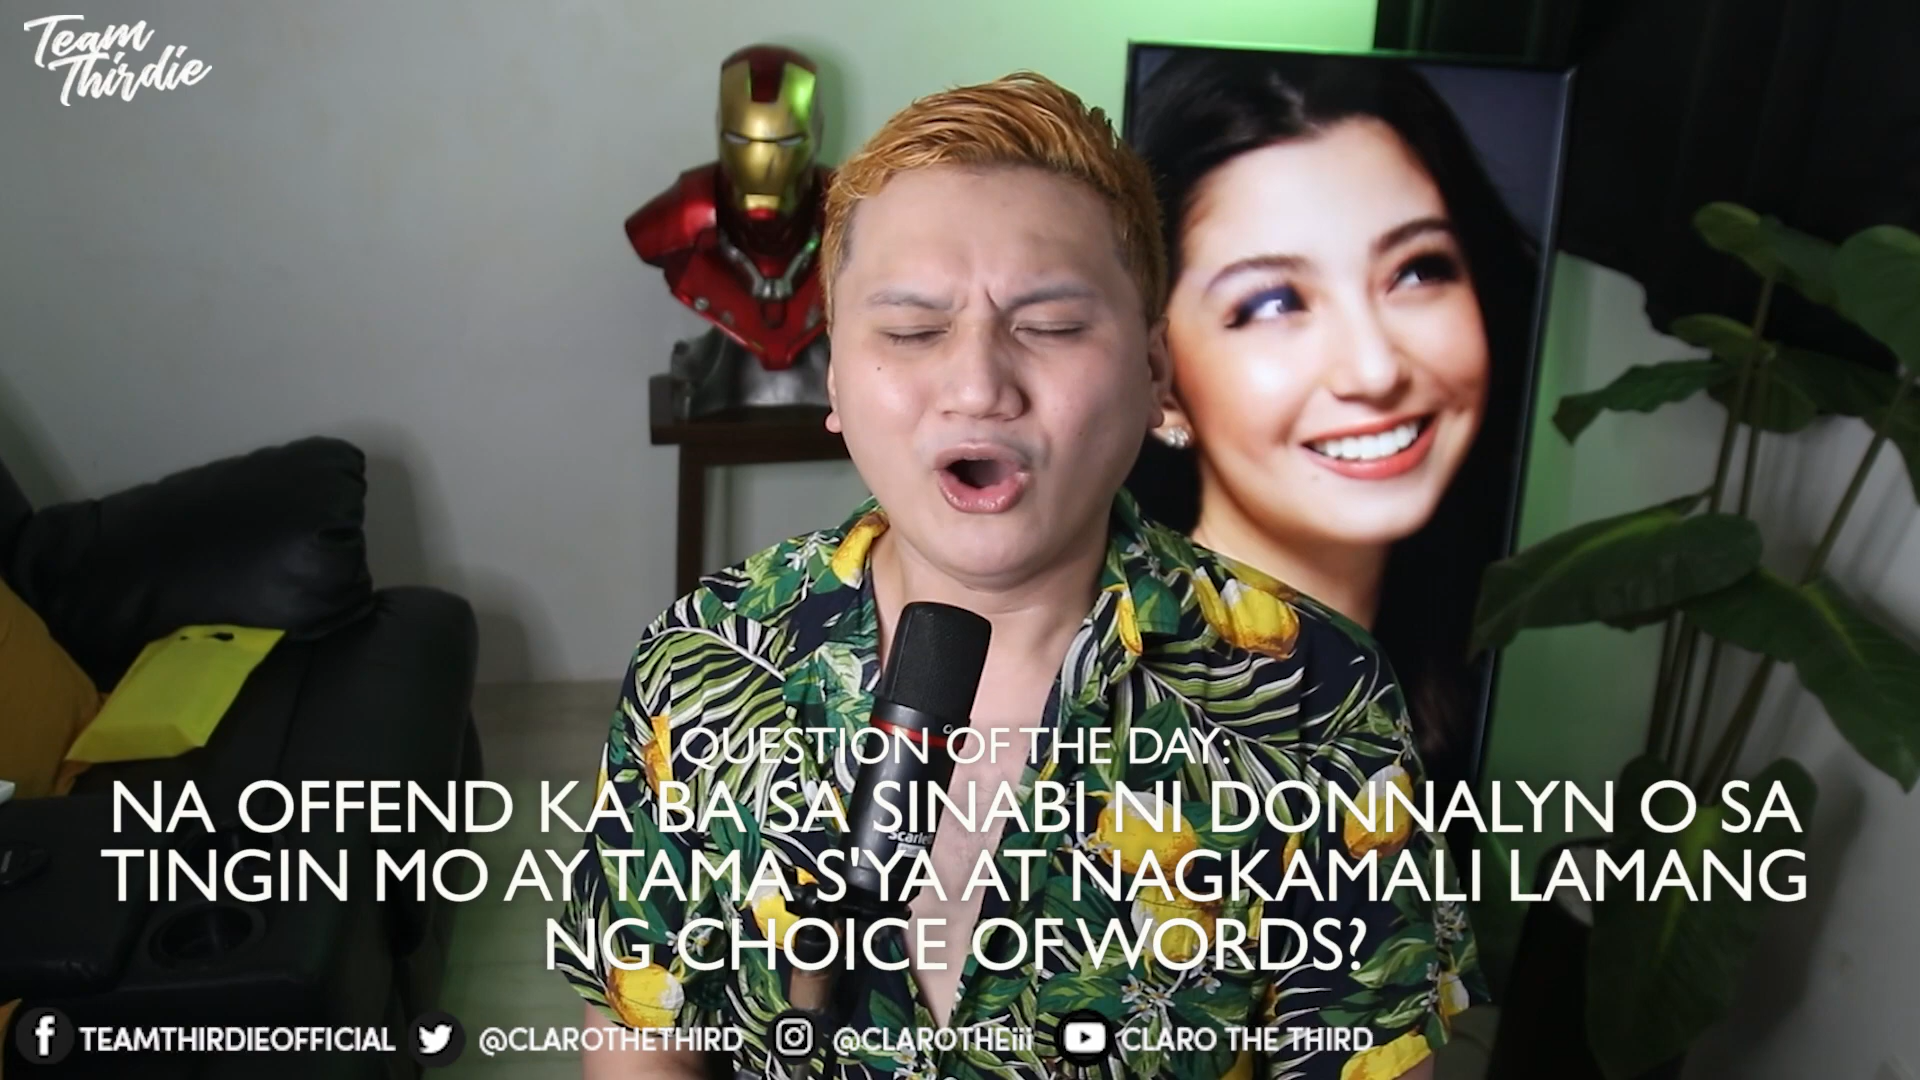 Team
Thirdie
QUESTION OF THE DAY:
NA OFFEND KA BA SA SINABI NI DONNALYN O SA
TINGIN MO AY TAMA S'YA AT NAGKAMALI LAMANG
NG CHOICE OF WORDS?
TEAMTHIRDIEOFFICIAL @CLAROTHETHIRD @CLAROTHEiii CLARO THE THIRD